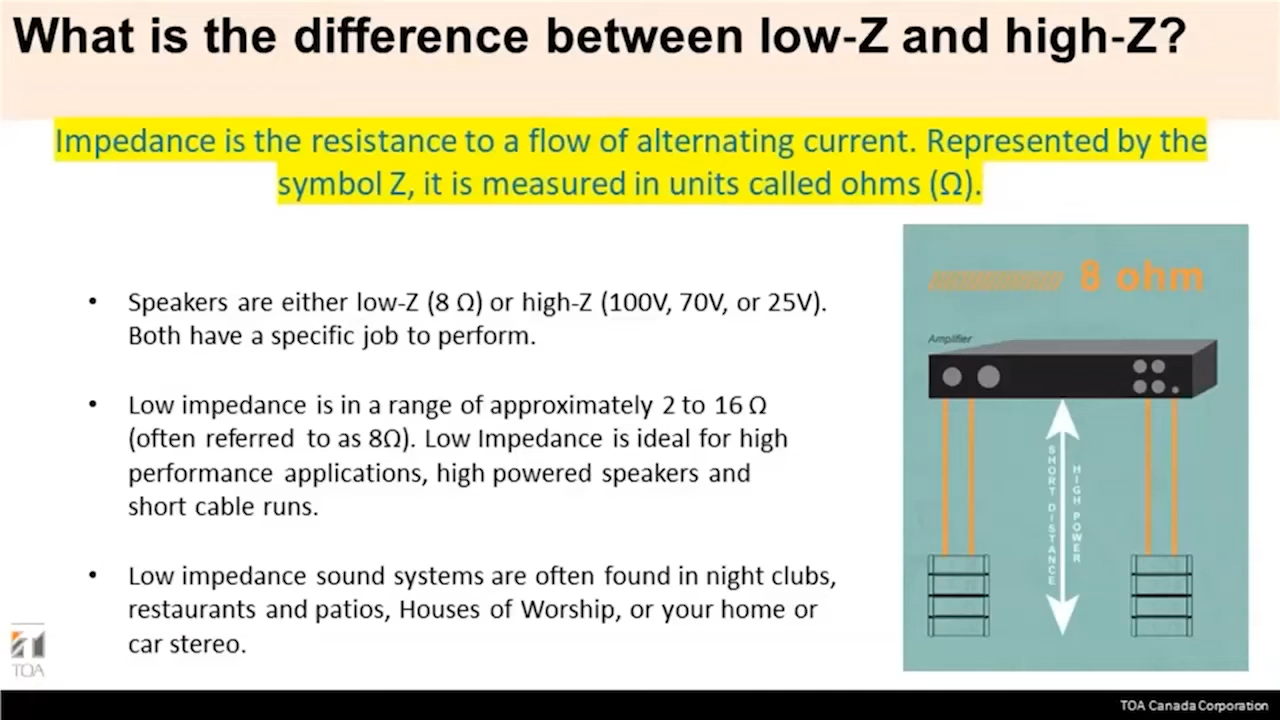 What is the difference between low-Z and high-Z?
Impedance is the resistance to a flow of alternating current. Represented by the
symbol Z, it is measured in units called ohms (Ω).
• Speakers are either low-Z (8 Ω) or high-Z (100V, 70V, or 25V).
Both have a specific job to perform.
• Low impedance is in a range of approximately 2 to 16 Ω
(often referred to as 8Ω). Low Impedance is ideal for high
performance applications, high powered speakers and
short cable runs.
• Low impedance sound systems are often found in night clubs,
restaurants and patios, Houses of Worship, or your home or
car stereo.
8 ohm
Amplifier
SHORT DISTANCE
HIGH POWER
TOA
TOA Canada Corporation